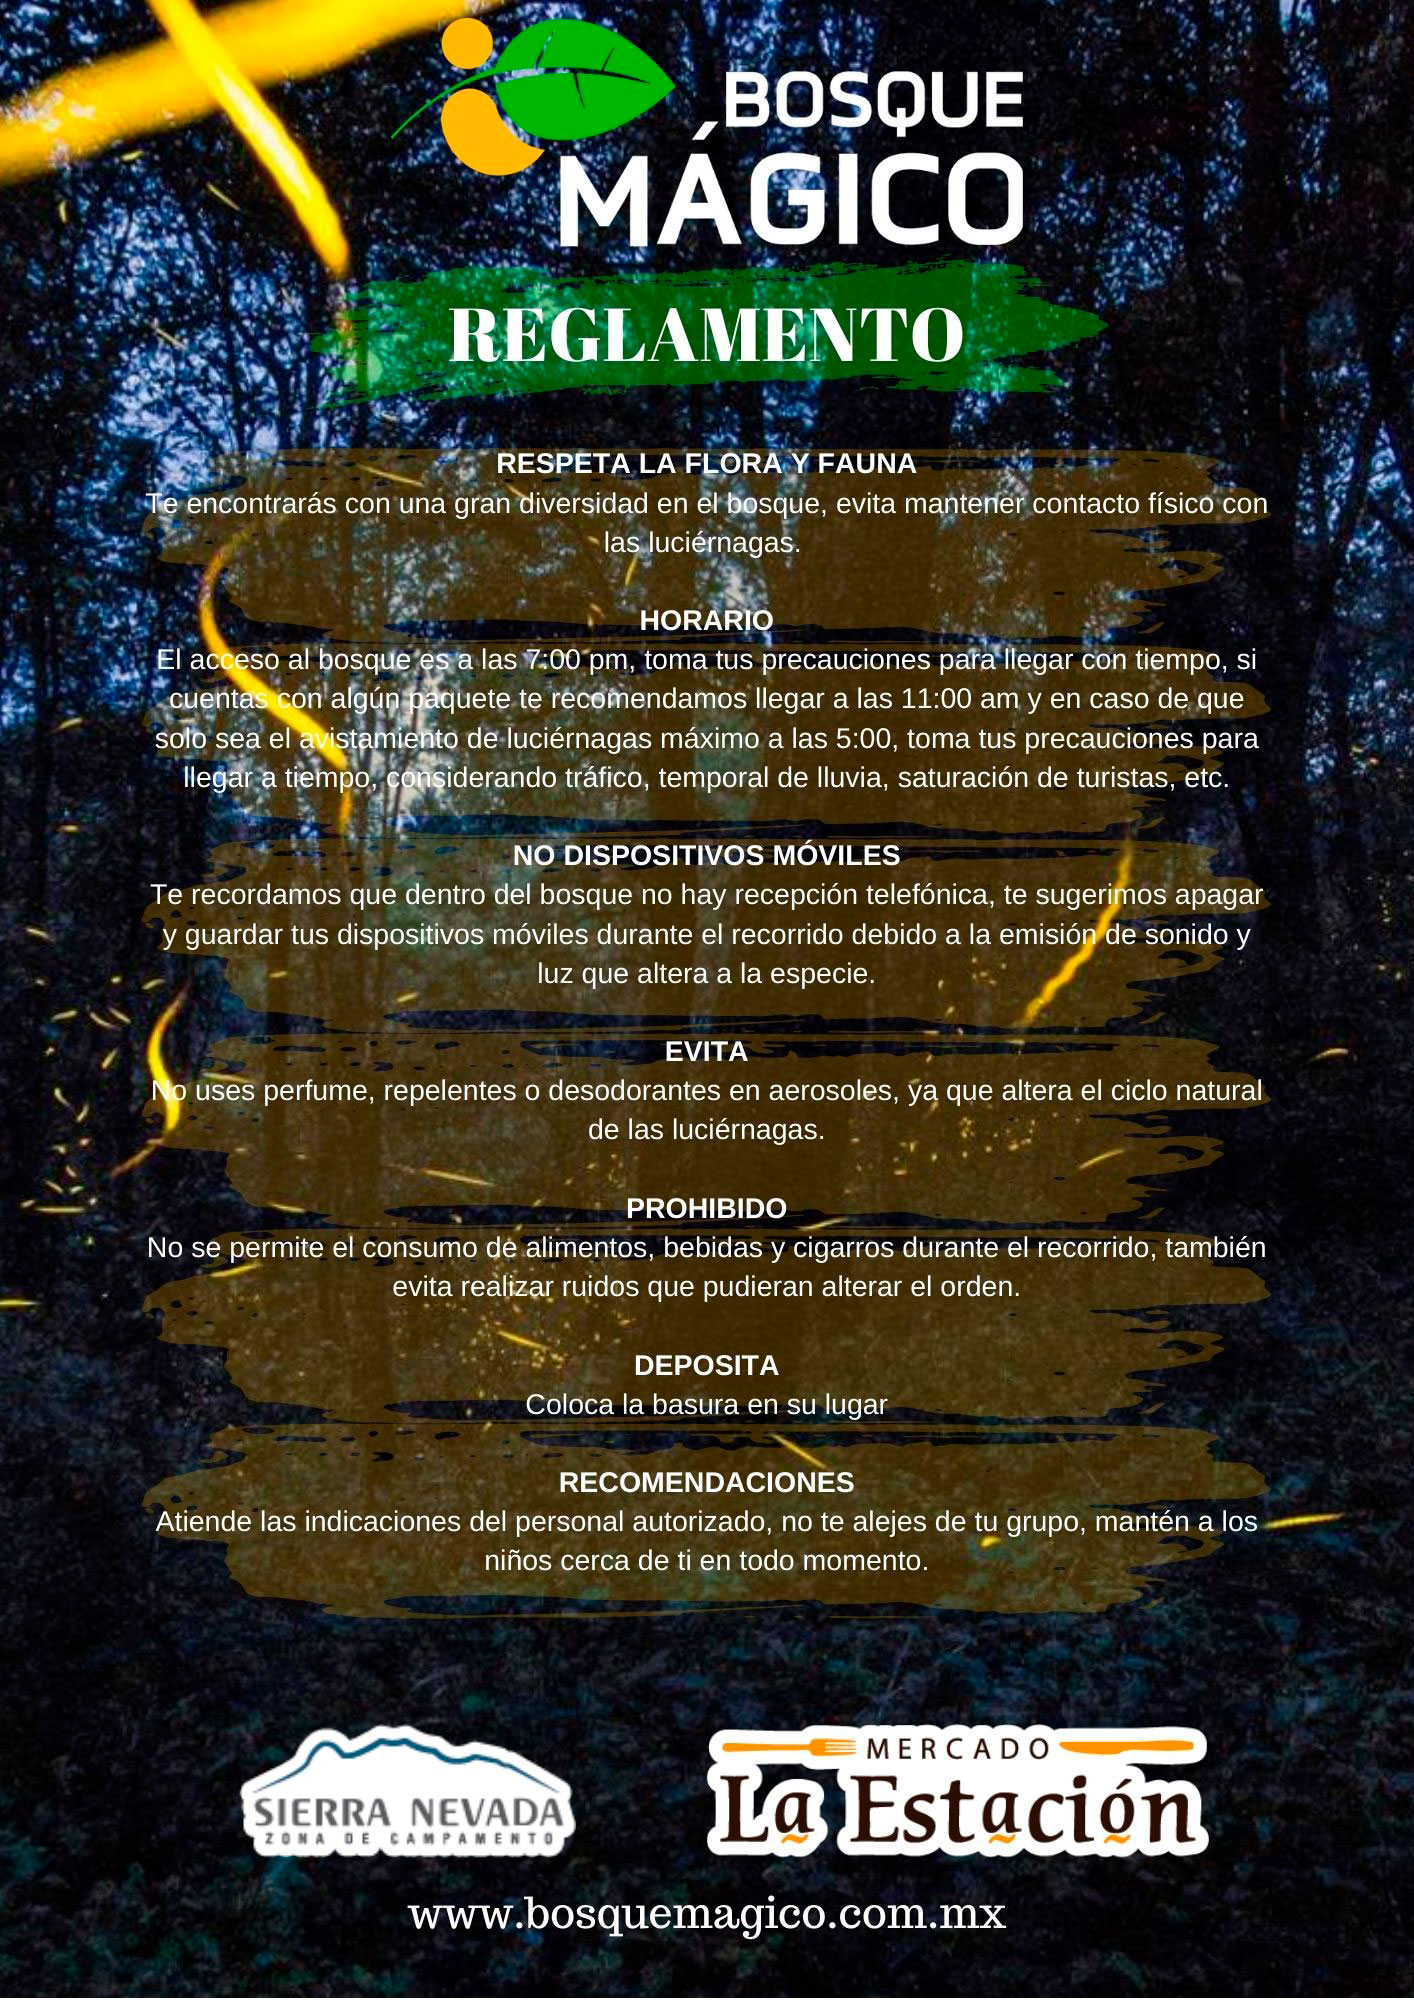 BOSQUE
MÁGICO
REGLAMENTO
RESPETA LA FLORA Y FAUNA
Te encontrarás con una gran diversidad en el bosque, evita mantener contacto físico con
las luciérnagas.
HORARIO
El acceso al bosque es a las 7:00 pm, toma tus precauciones para llegar con tiempo, si
cuentas con algún paquete te recomendamos llegar a las 11:00 am y en caso de que
solo sea el avistamiento de luciérnagas máximo a las 5:00, toma tus precauciones para
llegar a tiempo, considerando tráfico, temporal de lluvia, saturación de turistas, etc.
NO DISPOSITIVOS MÓVILES
Te recordamos que dentro del bosque no hay recepción telefónica, te sugerimos apagar
y guardar tus dispositivos móviles durante el recorrido debido a la emisión de sonido y
luz que altera a la especie.
EVITA
No uses perfume, repelentes o desodorantes en aerosoles, ya que altera el ciclo natural
de las luciérnagas.
PROHIBIDO
No se permite el consumo de alimentos, bebidas y cigarros durante el recorrido, también
evita realizar ruidos que pudieran alterar el orden.
DEPOSITA
Coloca la basura en su lugar
RECOMENDACIONES
Atiende las indicaciones del personal autorizado, no te alejes de tu grupo, mantén a los
niños cerca de ti en todo momento.
SIERRA NEVADA
ZONA DE CAMPAMENTO
MERCADO
La Estación
www.bosquemagico.com.mx